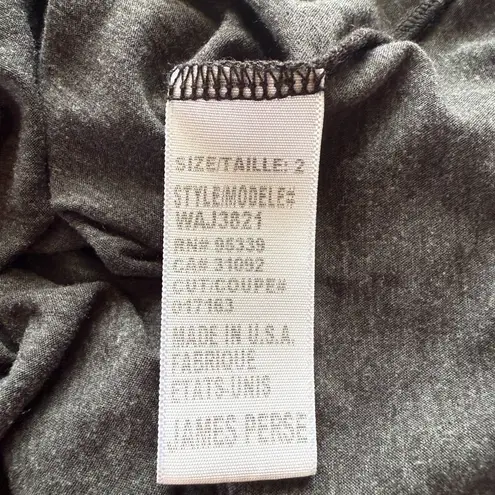 SIZE/TAILLE: 2
STYLE/MODELE#
WAJ3821
RN# 95339
CA# 31092
CUT/COUPE#
017163
MADE IN U.S.A.
FABRIQUE
ETATS-UNIS
JAMES PERSE